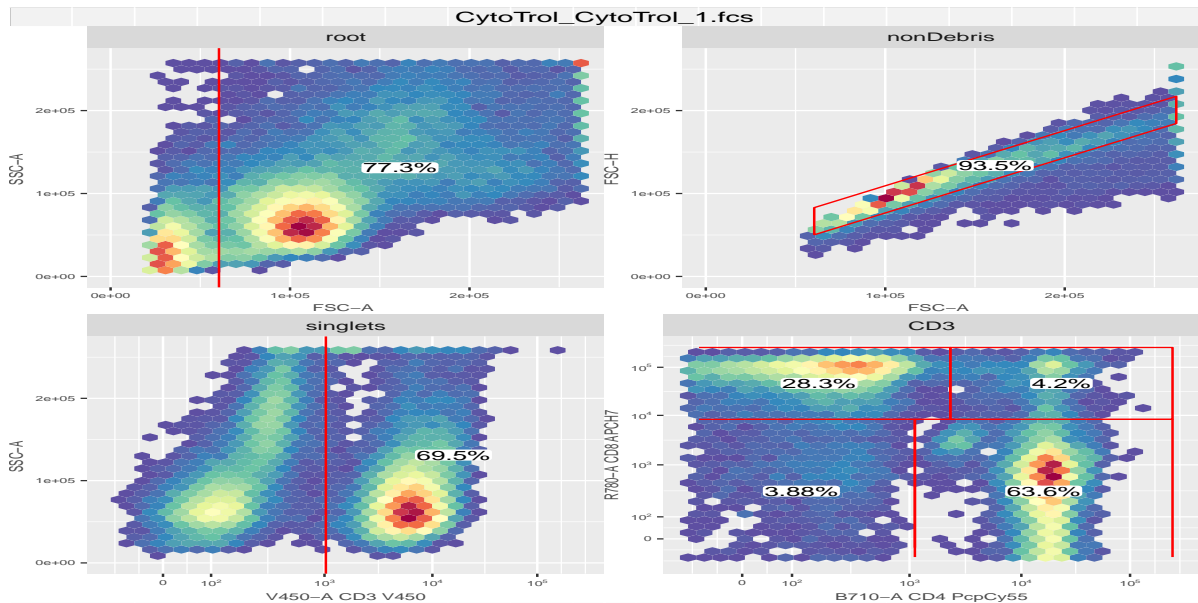 CytoTrol_CytoTrol_1.fcs
root
SSC-A
2e+05
1e+05
0e+00
77.3%
0e+00 1e+05 2e+05
FSC-A
nonDebris
FSC-H
2e+05
1e+05
0e+00
93.5%
0e+00 1e+05 2e+05
FSC-A
singlets
SSC-A
2e+05
1e+05
0e+00
69.5%
0 10² 10³ 10⁴ 10⁵
V450-A CD3 V450
CD3
R780-A CD8 APCH7
10⁵
10⁴
10³
10²
0
28.3% 4.2%
3.88% 63.6%
0 10² 10³ 10⁴ 10⁵
B710-A CD4 PcpCy55